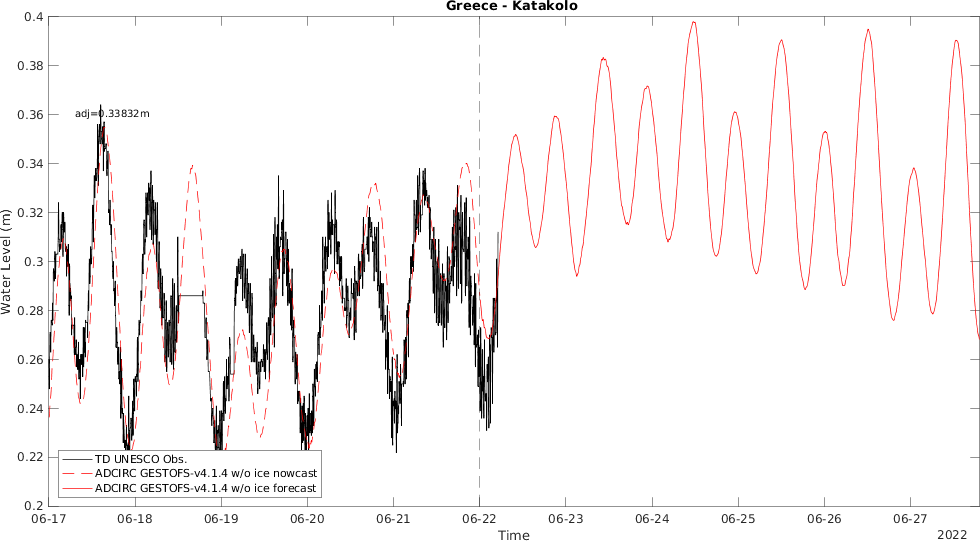 Greece - Katakolo
Water Level (m)
0.4
0.38
0.36
0.34
0.32
0.3
0.28
0.26
0.24
0.22
0.2
adj=0.33832m
TD UNESCO Obs.
ADCIRC GESTOFS-v4.1.4 w/o ice nowcast
ADCIRC GESTOFS-v4.1.4 w/o ice forecast
06-17 06-18 06-19 06-20 06-21 06-22 06-23 06-24 06-25 06-26 06-27
Time
2022